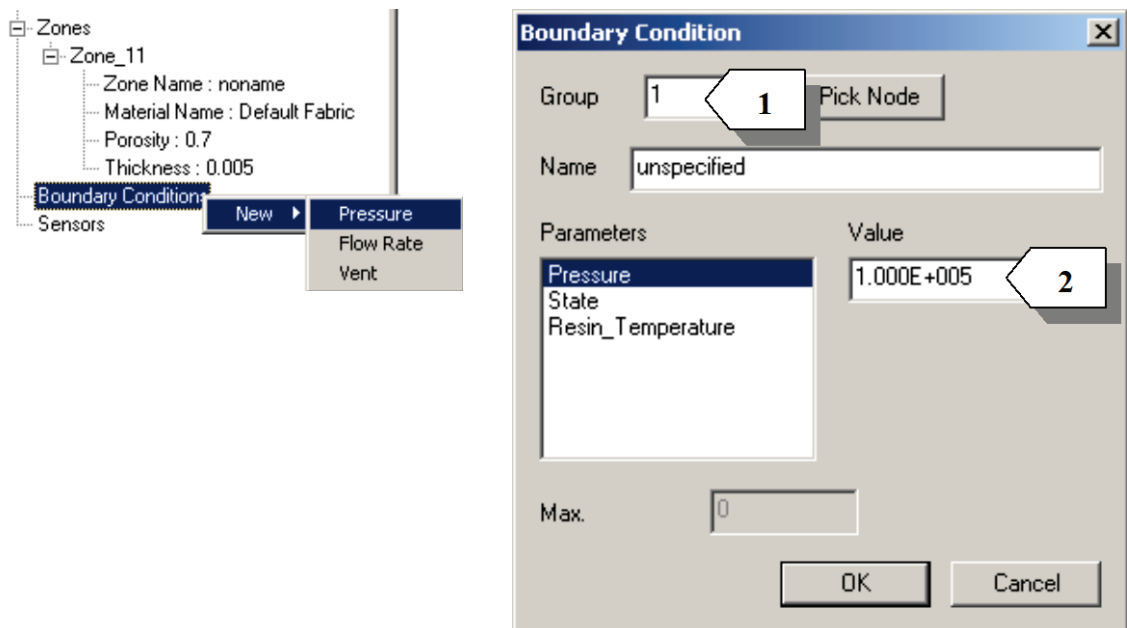 Zones
Zone_11
Zone Name : noname
Material Name : Default Fabric
Porosity : 0.7
Thickness : 0.005
Boundary Conditions
New Pressure
Sensors
Flow Rate
Vent
Boundary Condition
Group 1 1 Pick Node
Name unspecified
Parameters Value
Pressure 1.000E+005 2
State
Resin_Temperature
Max. 0
OK Cancel